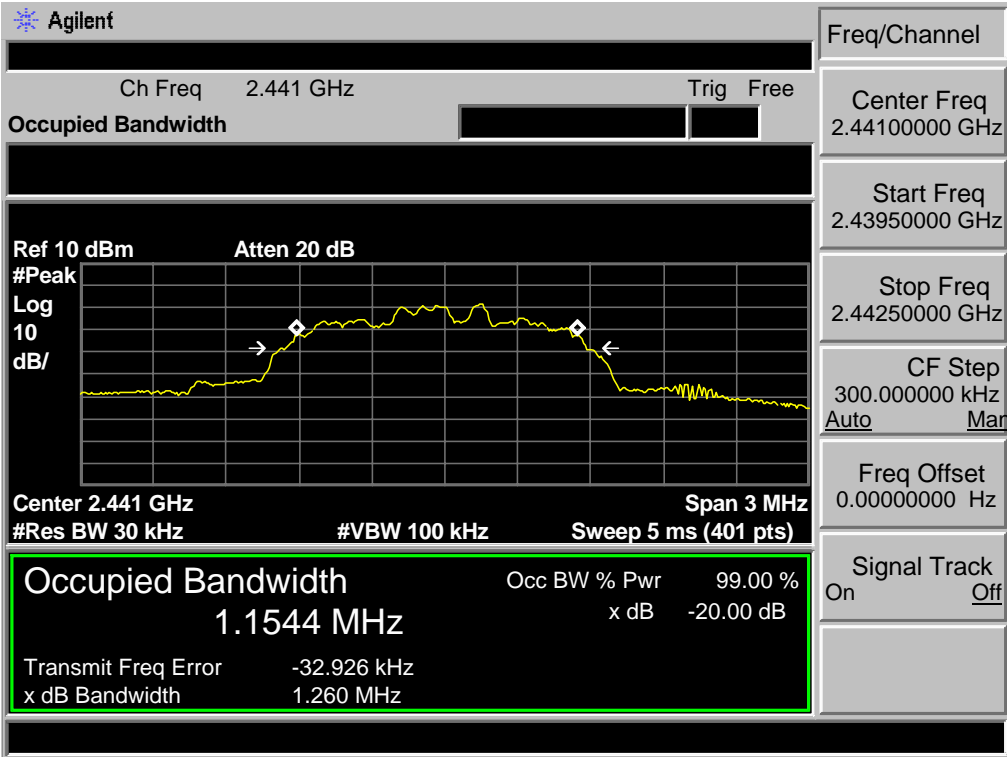 Agilent
Freq/Channel
Ch Freq 2.441 GHz Trig Free
Occupied Bandwidth
Center Freq
2.44100000 GHz
Start Freq
2.43950000 GHz
Stop Freq
2.44250000 GHz
CF Step
300.000000 kHz
Auto Man
Freq Offset
0.00000000 Hz
Signal Track
On Off
Ref 10 dBm Atten 20 dB
#Peak
Log
10
dB/
Center 2.441 GHz Span 3 MHz
#Res BW 30 kHz #VBW 100 kHz Sweep 5 ms (401 pts)
Occupied Bandwidth
1.1544 MHz
Occ BW % Pwr 99.00 %
x dB -20.00 dB
Transmit Freq Error -32.926 kHz
x dB Bandwidth 1.260 MHz